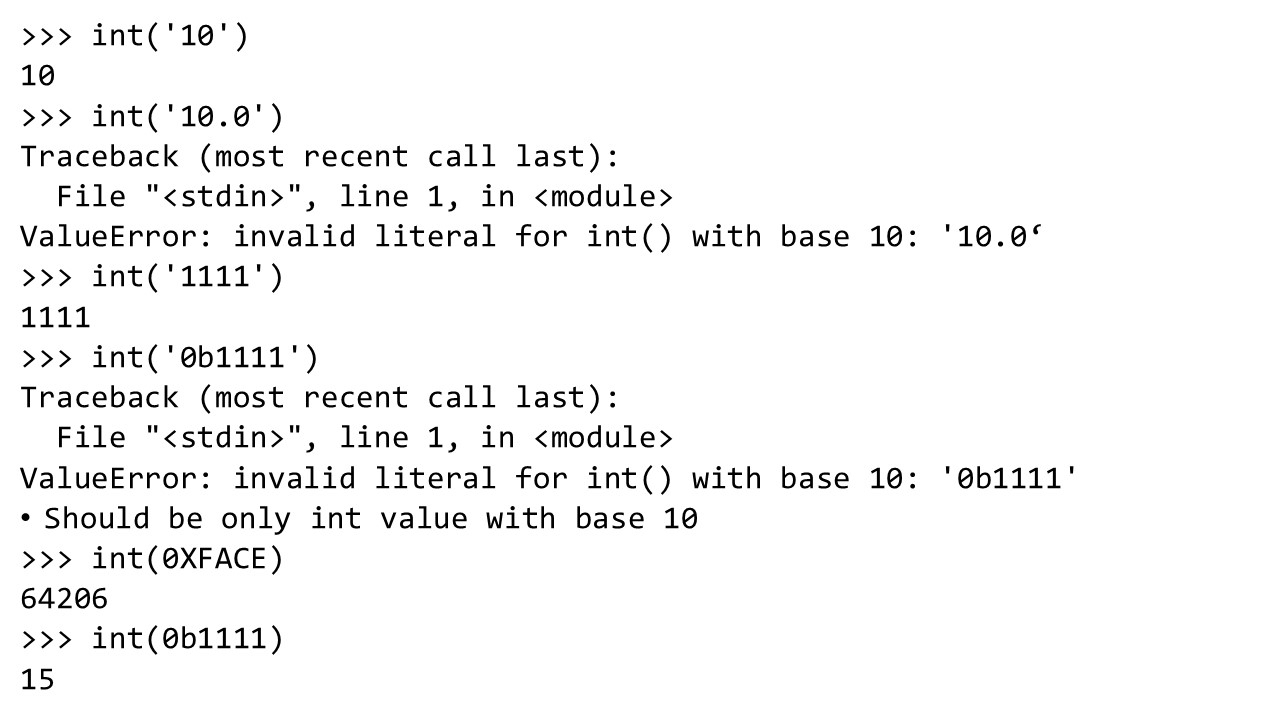 >>> int('10')
10
>>> int('10.0')
Traceback (most recent call last):
  File "<stdin>", line 1, in <module>
ValueError: invalid literal for int() with base 10: '10.0‘
>>> int('1111')
1111
>>> int('0b1111')
Traceback (most recent call last):
  File "<stdin>", line 1, in <module>
ValueError: invalid literal for int() with base 10: '0b1111'
• Should be only int value with base 10
>>> int(0XFACE)
64206
>>> int(0b1111)
15